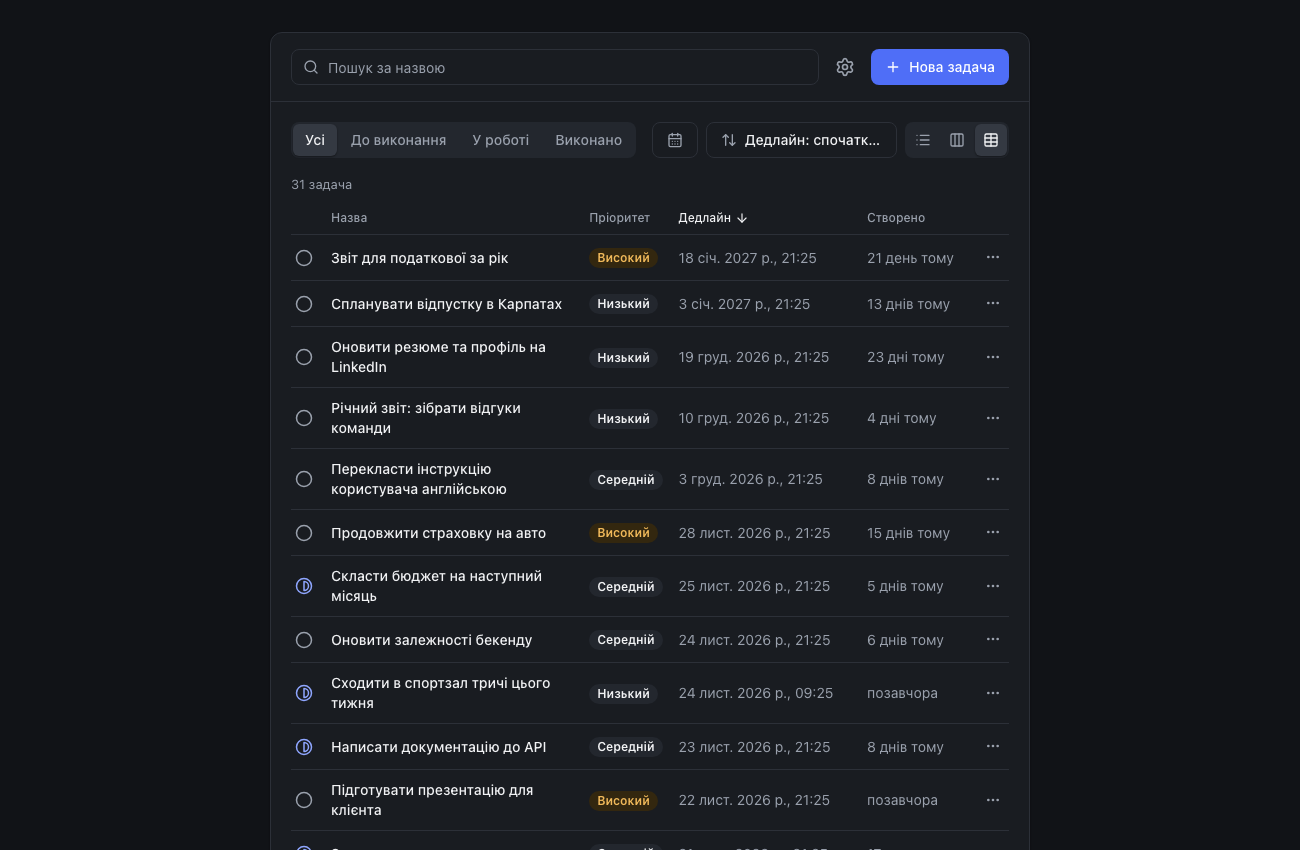 Пошук за назвою
Нова задача
Усі
До виконання
У роботі
Виконано
Дедлайн: спочатк...
31 задача
Назва
Пріоритет
Дедлайн
Створено
Звіт для податкової за рік
Високий
18 січ. 2027 р., 21:25
21 день тому
Спланувати відпустку в Карпатах
Низький
3 січ. 2027 р., 21:25
13 днів тому
Оновити резюме та профіль на
LinkedIn
Низький
19 груд. 2026 р., 21:25
23 дні тому
Річний звіт: зібрати відгуки
команди
Низький
10 груд. 2026 р., 21:25
4 дні тому
Перекласти інструкцію
користувача англійською
Середній
3 груд. 2026 р., 21:25
8 днів тому
Продовжити страховку на авто
Високий
28 лист. 2026 р., 21:25
15 днів тому
Скласти бюджет на наступний
місяць
Середній
25 лист. 2026 р., 21:25
5 днів тому
Оновити залежності бекенду
Середній
24 лист. 2026 р., 21:25
6 днів тому
Сходити в спортзал тричі цього
тижня
Низький
24 лист. 2026 р., 09:25
позавчора
Написати документацію до API
Середній
23 лист. 2026 р., 21:25
8 днів тому
Підготувати презентацію для
клієнта
Високий
22 лист. 2026 р., 21:25
позавчора